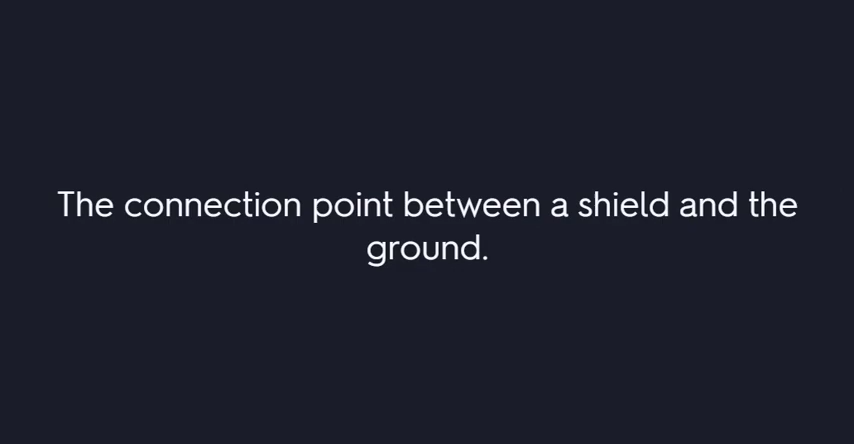 The connection point between a shield and the
ground.